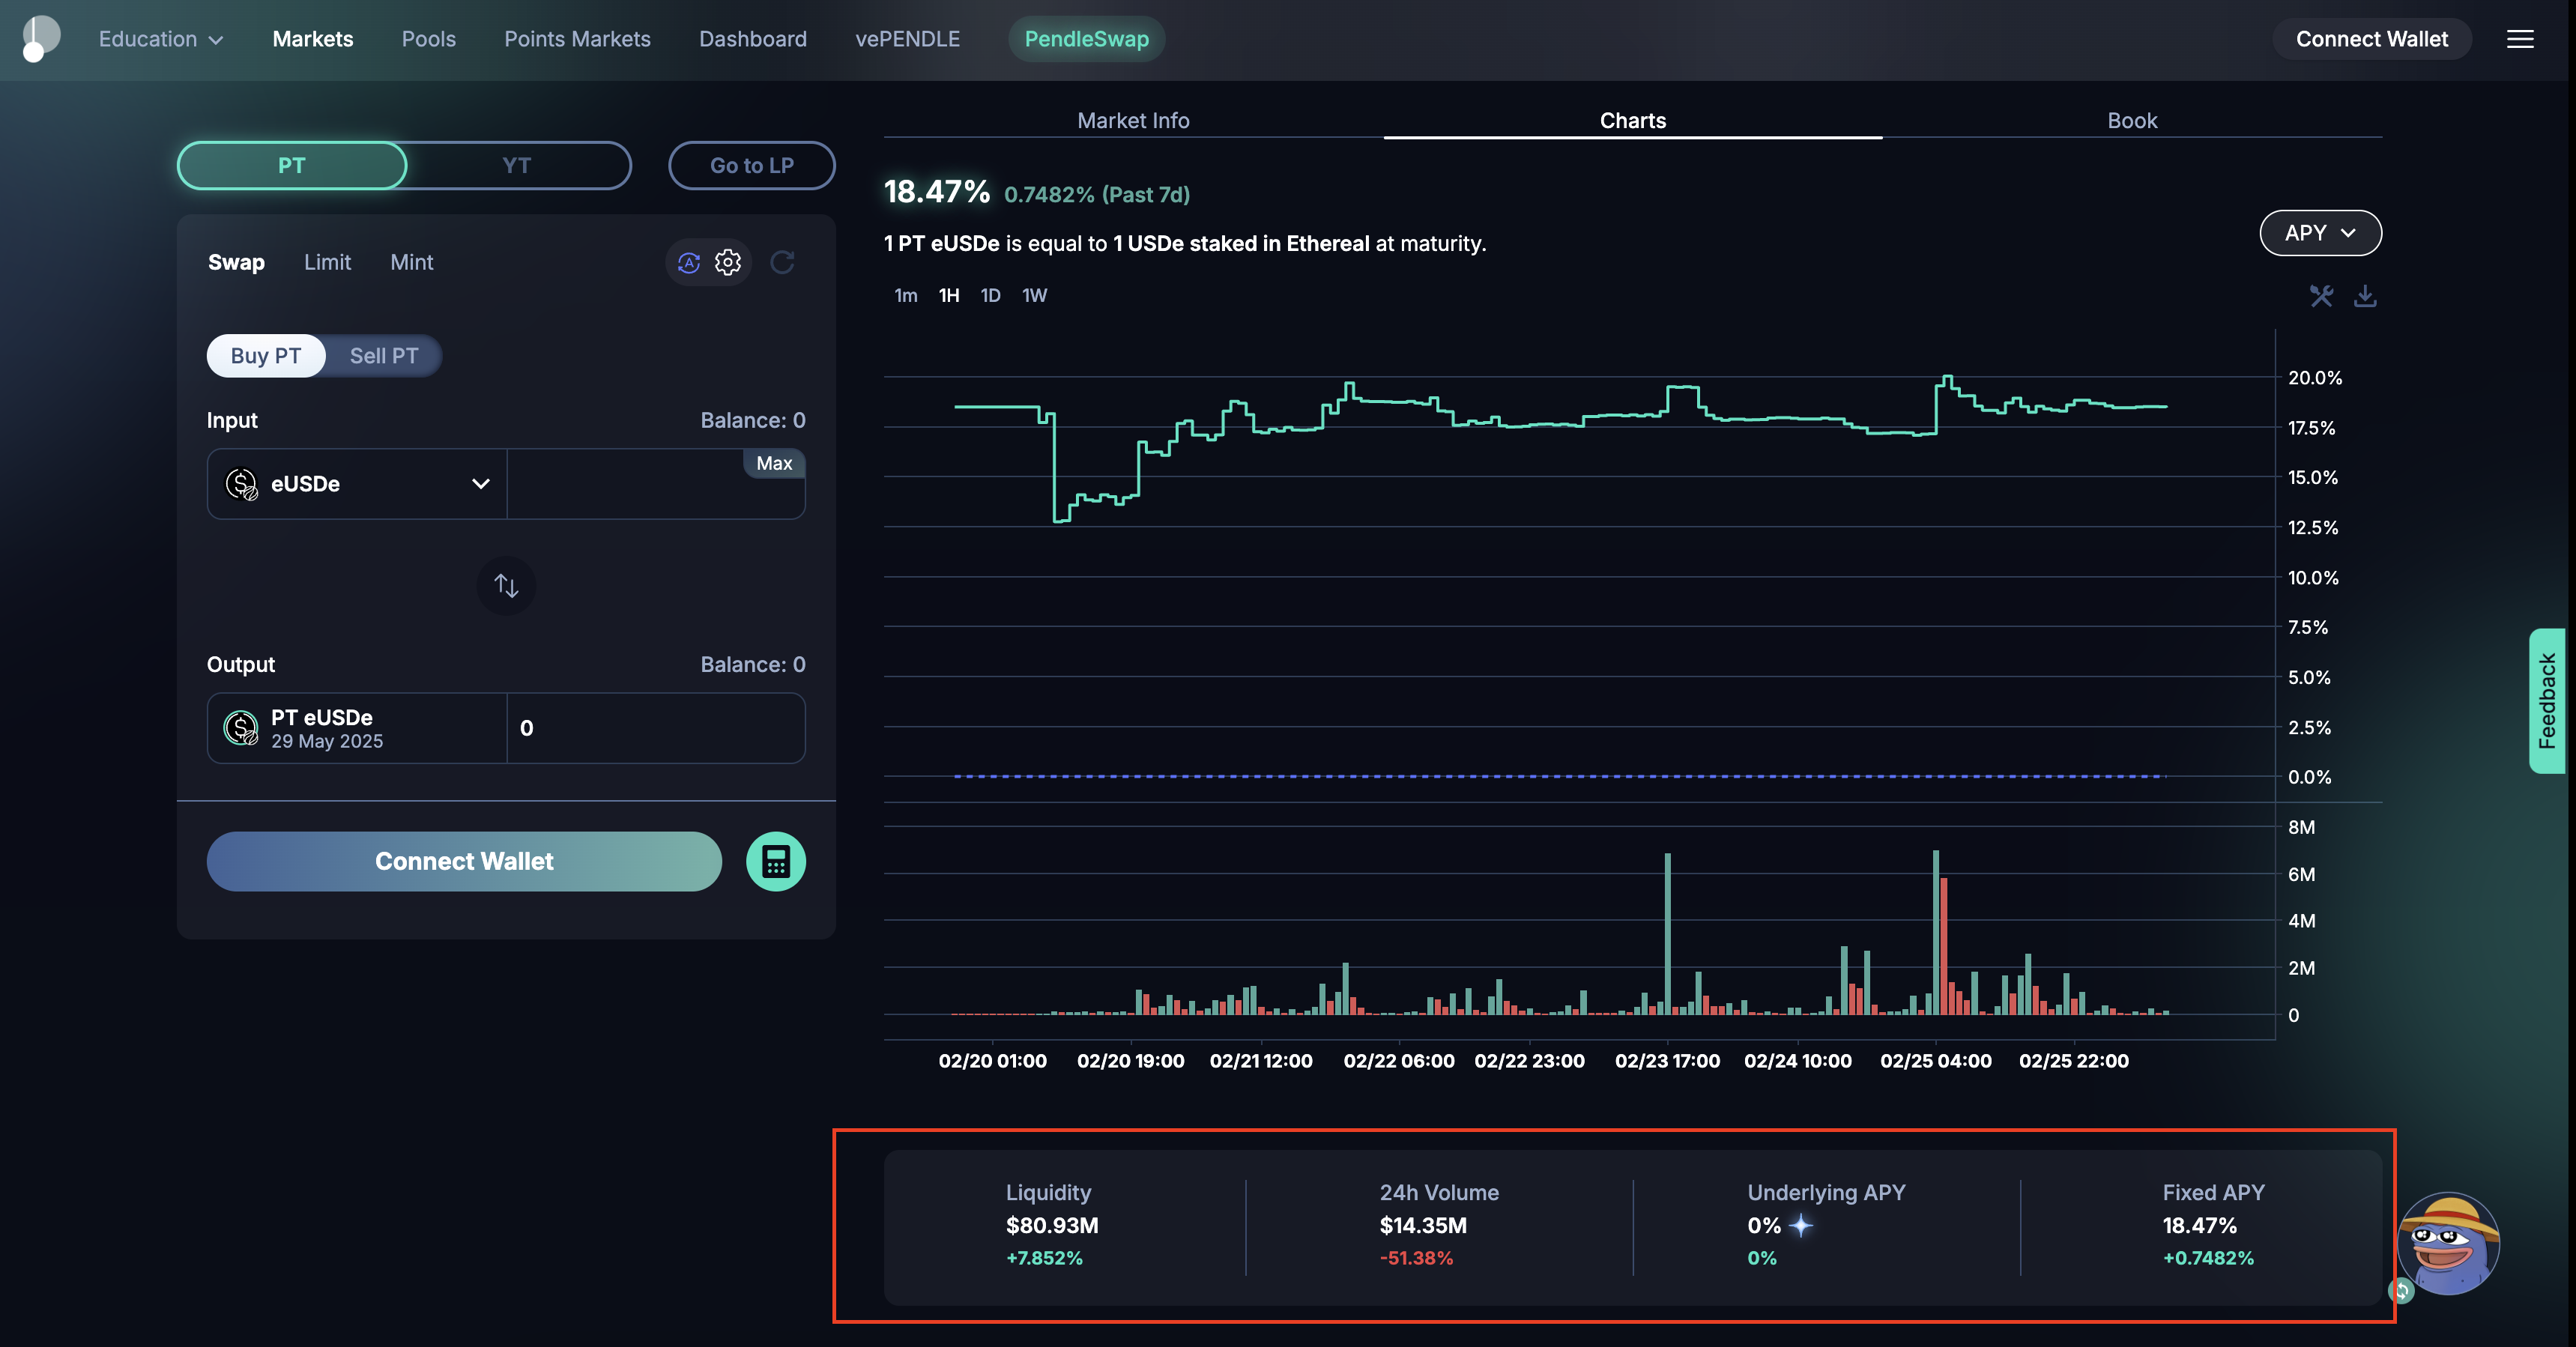 Education
Markets
Pools
Points Markets
Dashboard
vePENDLE
PendleSwap
Connect Wallet
PT
YT
Go to LP
Swap
Limit
Mint
A
Buy PT
Sell PT
Input
Balance: 0
eUSDe
Max
Output
Balance: 0
PT eUSDe
29 May 2025
0
Connect Wallet
Market Info
Charts
Book
18.47% 0.7482% (Past 7d)
1 PT eUSDe is equal to 1 USDe staked in Ethereal at maturity.
APY
1m 1H 1D 1W
20.0%
17.5%
15.0%
12.5%
10.0%
7.5%
5.0%
2.5%
0.0%
8M
6M
4M
2M
0
02/20 01:00 02/20 19:00 02/21 12:00 02/22 06:00 02/22 23:00 02/23 17:00 02/24 10:00 02/25 04:00 02/25 22:00
Liquidity
$80.93M
+7.852%
24h Volume
$14.35M
-51.38%
Underlying APY
0%
0%
Fixed APY
18.47%
+0.7482%
Feedback